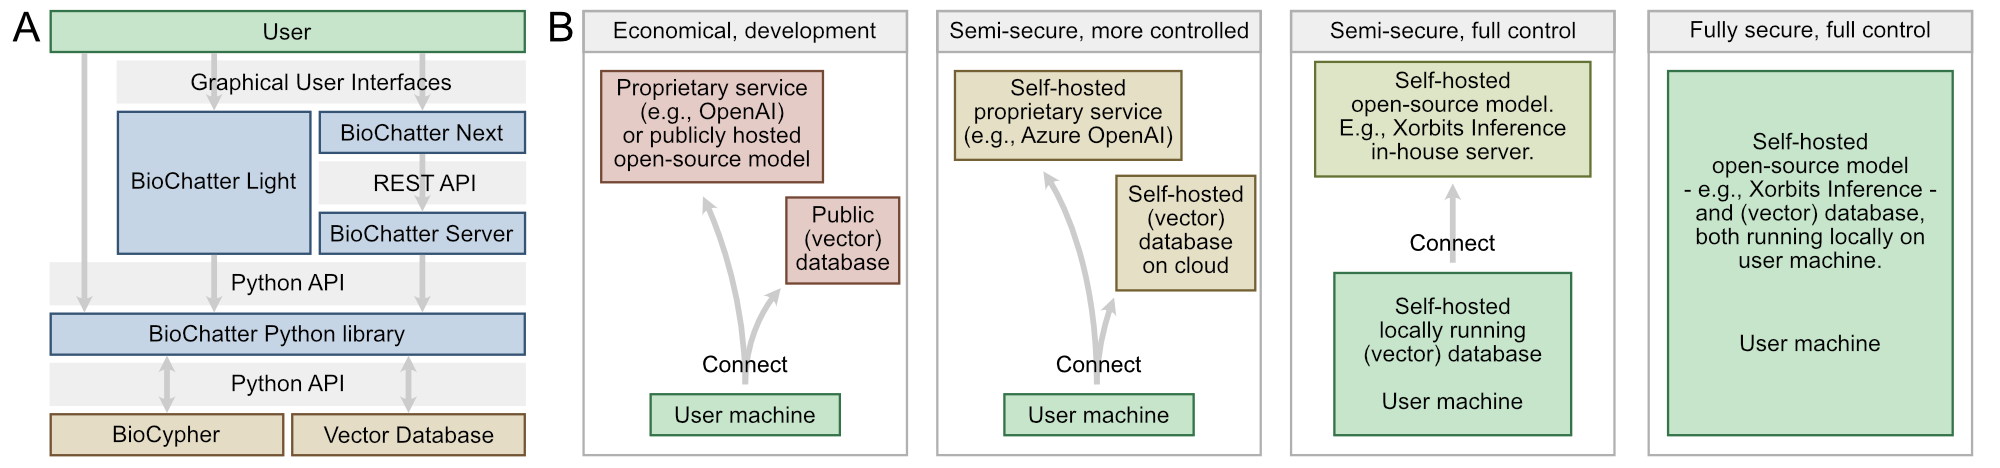 A
User
Graphical User Interfaces
BioChatter Light
BioChatter Next
REST API
BioChatter Server
Python API
BioChatter Python library
Python API
BioCypher
Vector Database
B
Economical, development
Proprietary service
(e.g., OpenAI)
or publicly hosted
open-source model
Public
(vector)
database
Connect
User machine
Semi-secure, more controlled
Self-hosted
proprietary service
(e.g., Azure OpenAI)
Self-hosted
(vector)
database
on cloud
Connect
User machine
Semi-secure, full control
Self-hosted
open-source model.
E.g., Xorbits Inference
in-house server.
Connect
Self-hosted
locally running
(vector) database
User machine
Fully secure, full control
Self-hosted
open-source model
- e.g., Xorbits Inference -
and (vector) database,
both running locally on
user machine.
User machine